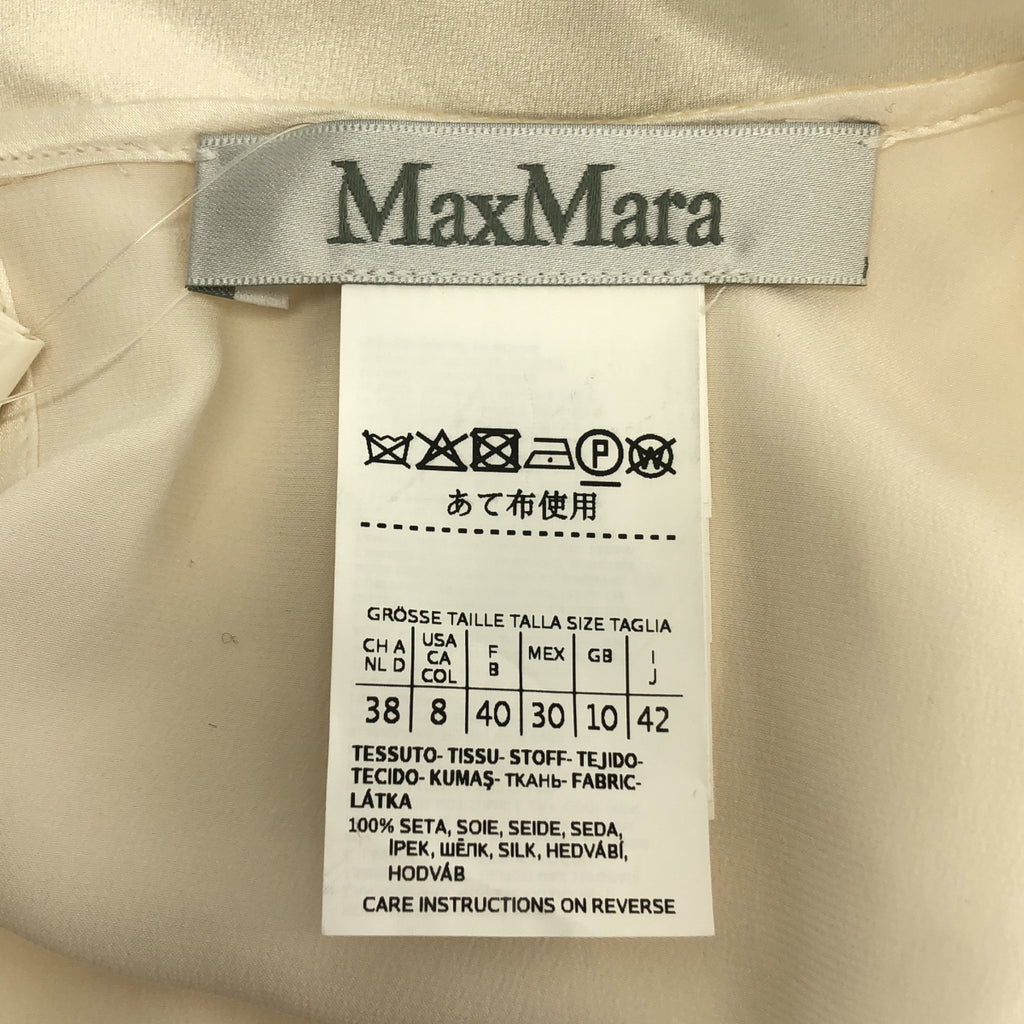 MaxMara
P W
あて布使用
GRÖSSE TAILLE TALLA SIZE TAGLIA
CH A NL D USA CA COL F B MEX GB I J
38 8 40 30 10 42
TESSUTO- TISSU- STOFF- TEJIDO-
TECIDO- KUMAŞ- ТКАНЬ- FABRIC-
LÁTKA
100% SETA, SOIE, SEIDE, SEDA,
İPEK, ШЁЛК, SILK, HEDVÁBÍ,
HODVÁB
CARE INSTRUCTIONS ON REVERSE